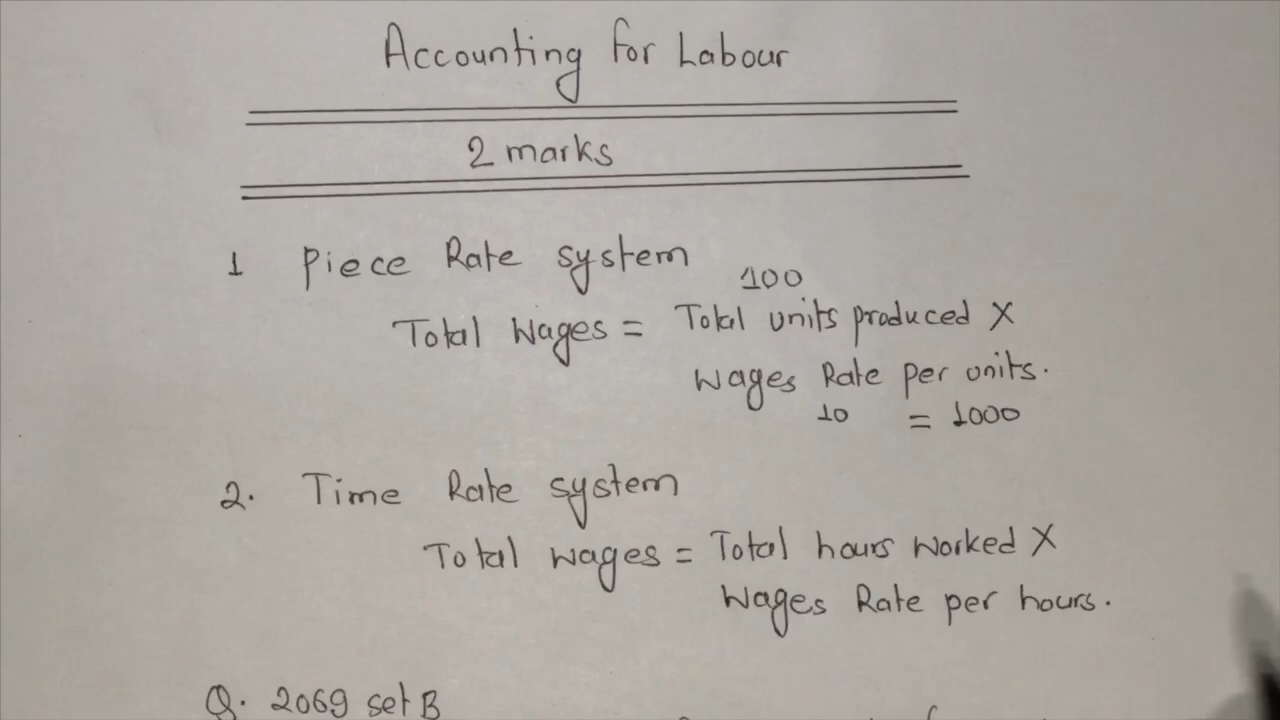 Accounting for Labour
2 marks
1 Piece Rate system
100
Total Wages = Total units produced X
Wages Rate per units.
10 = 1000
2. Time Rate system
Total wages = Total hours worked X
Wages Rate per hours.
Q. 2069 set B